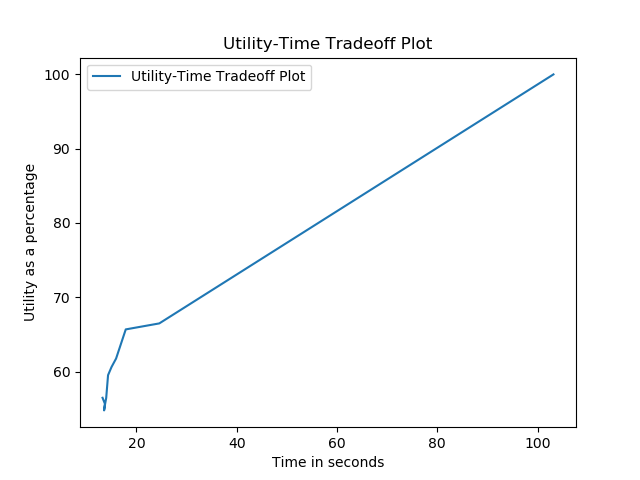 Utility-Time Tradeoff Plot
Utility-Time Tradeoff Plot
100
90
80
70
60
Utility as a percentage
20 40 60 80 100
Time in seconds